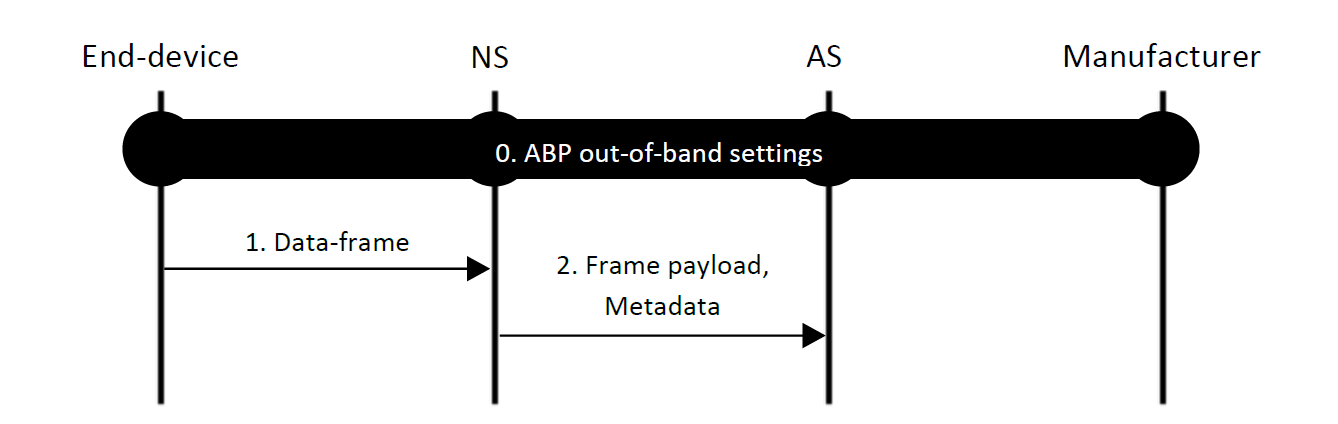 End-device
NS
AS
Manufacturer
0. ABP out-of-band settings
1. Data-frame
2. Frame payload,
Metadata